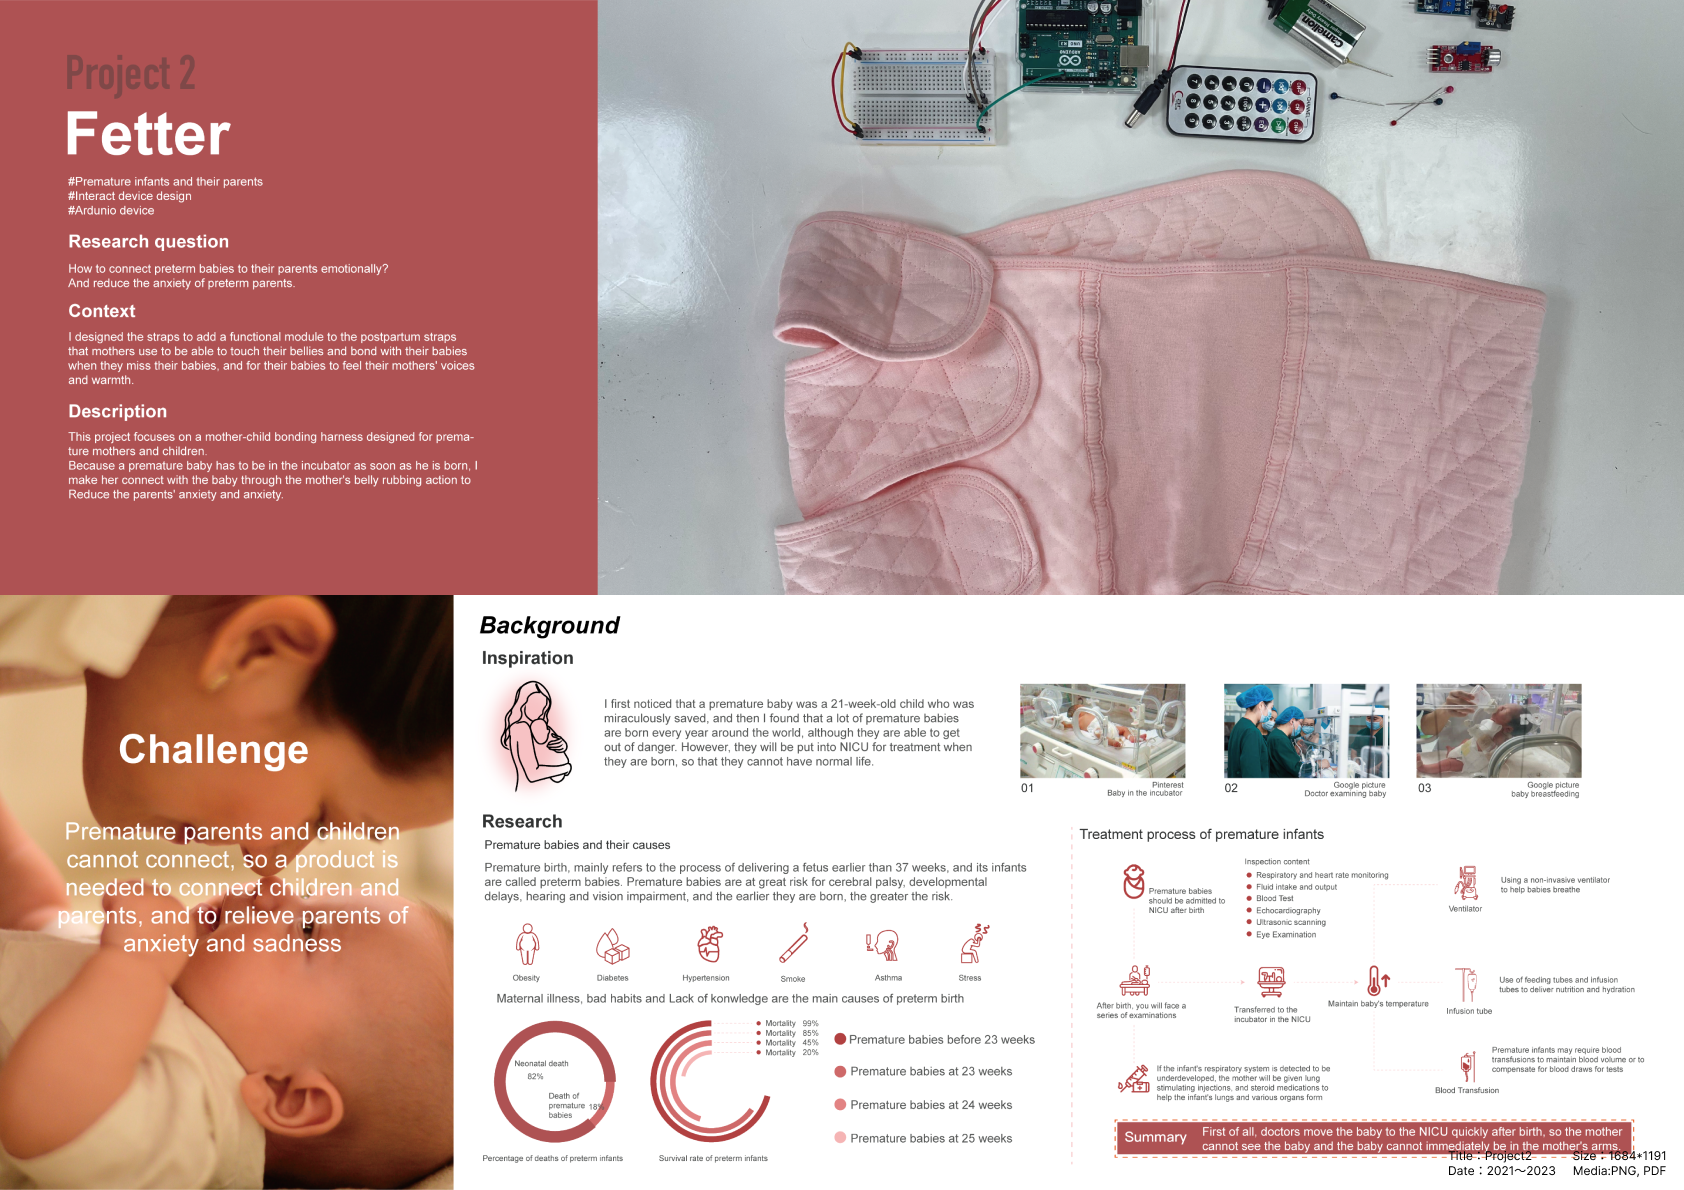 Project 2
Fetter
#Premature infants and their parents
#Interact device design
#Ardunio device
Research question
How to connect preterm babies to their parents emotionally?
And reduce the anxiety of preterm parents.
Context
I designed the straps to add a functional module to the postpartum straps
that mothers use to be able to touch their bellies and bond with their babies
when they miss their babies, and for their babies to feel their mothers' voices
and warmth.
Description
This project focuses on a mother-child bonding harness designed for prema-
ture mothers and children.
Because a premature baby has to be in the incubator as soon as he is born, I
make her connect with the baby through the mother's belly rubbing action to
Reduce the parents' anxiety and anxiety.
Camelion
Challenge
Premature parents and children
cannot connect, so a product is
needed to connect children and
parents, and to relieve parents of
anxiety and sadness
Background
Inspiration
I first noticed that a premature baby was a 21-week-old child who was
miraculously saved, and then I found that a lot of premature babies
are born every year around the world, although they are able to get
out of danger. However, they will be put into NICU for treatment when
they are born, so that they cannot have normal life.
01
Pinterest
Baby in the incubator
02
Google picture
Doctor examining baby
03
Google picture
baby breastfeeding
Research
Premature babies and their causes
Premature birth, mainly refers to the process of delivering a fetus earlier than 37 weeks, and its infants
are called preterm babies. Premature babies are at great risk for cerebral palsy, developmental
delays, hearing and vision impairment, and the earlier they are born, the greater the risk.
Obesity
Diabetes
Hypertension
Smoke
Asthma
Stress
Maternal illness, bad habits and Lack of konwledge are the main causes of preterm birth
Neonatal death
82%
Death of
premature
babies
18%
Percentage of deaths of preterm infants
Mortality 99%
Mortality 85%
Mortality 45%
Mortality 20%
Survival rate of preterm infants
Premature babies before 23 weeks
Premature babies at 23 weeks
Premature babies at 24 weeks
Premature babies at 25 weeks
Treatment process of premature infants
Premature babies
should be admitted to
NICU after birth
Inspection content
Respiratory and heart rate monitoring
Fluid intake and output
Blood Test
Echocardiography
Ultrasonic scanning
Eye Examination
Ventilator
Using a non-invasive ventilator
to help babies breathe
After birth, you will face a
series of examinations
Transferred to the
incubator in the NICU
Maintain baby's temperature
Infusion tube
Use of feeding tubes and infusion
tubes to deliver nutrition and hydration
If the infant's respiratory system is detected to be
underdeveloped, the mother will be given lung
stimulating injections, and steroid medications to
help the infant's lungs and various organs form
Blood Transfusion
Premature infants may require blood
transfusions to maintain blood volume or to
compensate for blood draws for tests
Summary
First of all, doctors move the baby to the NICU quickly after birth, so the mother
cannot see the baby and the baby cannot immediately be in the mother's arms.
Title：Project2 Size：1684*1191
Date：2021～2023 Media:PNG, PDF